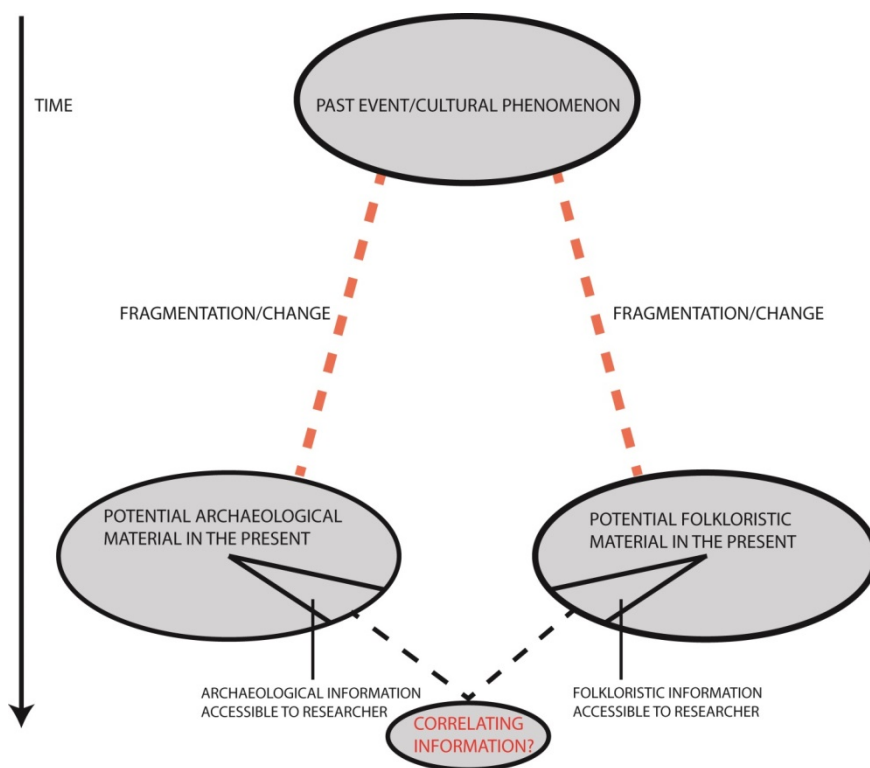 PAST EVENT/CULTURAL PHENOMENON
TIME
FRAGMENTATION/CHANGE
FRAGMENTATION/CHANGE
POTENTIAL ARCHAEOLOGICAL
MATERIAL IN THE PRESENT
POTENTIAL FOLKLORISTIC
MATERIAL IN THE PRESENT
ARCHAEOLOGICAL INFORMATION
ACCESSIBLE TO RESEARCHER
FOLKLORISTIC INFORMATION
ACCESSIBLE TO RESEARCHER
CORRELATING
INFORMATION?